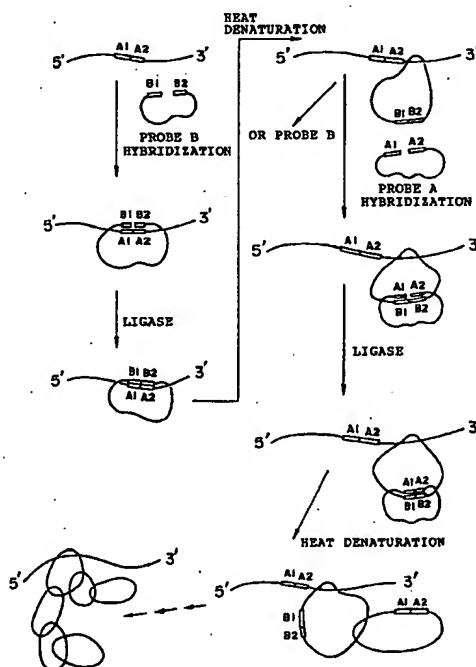 5' A1 A2 3'
B1 B2
PROBE B
HYBRIDIZATION
5' B1 B2 3'
A1 A2
LIGASE
5' B1 B2 3'
A1 A2
HEAT
DENATURATION
5' A1 A2 3'
B1 B2
OR PROBE B
A1 A2
PROBE A
HYBRIDIZATION
5' A1 A2 3'
A1 A2
B1 B2
LIGASE
5' A1 A2 3'
A1 A2
B1 B2
HEAT DENATURATION
5' A1 A2 3'
B1
B2
A1 A2
5' 3'